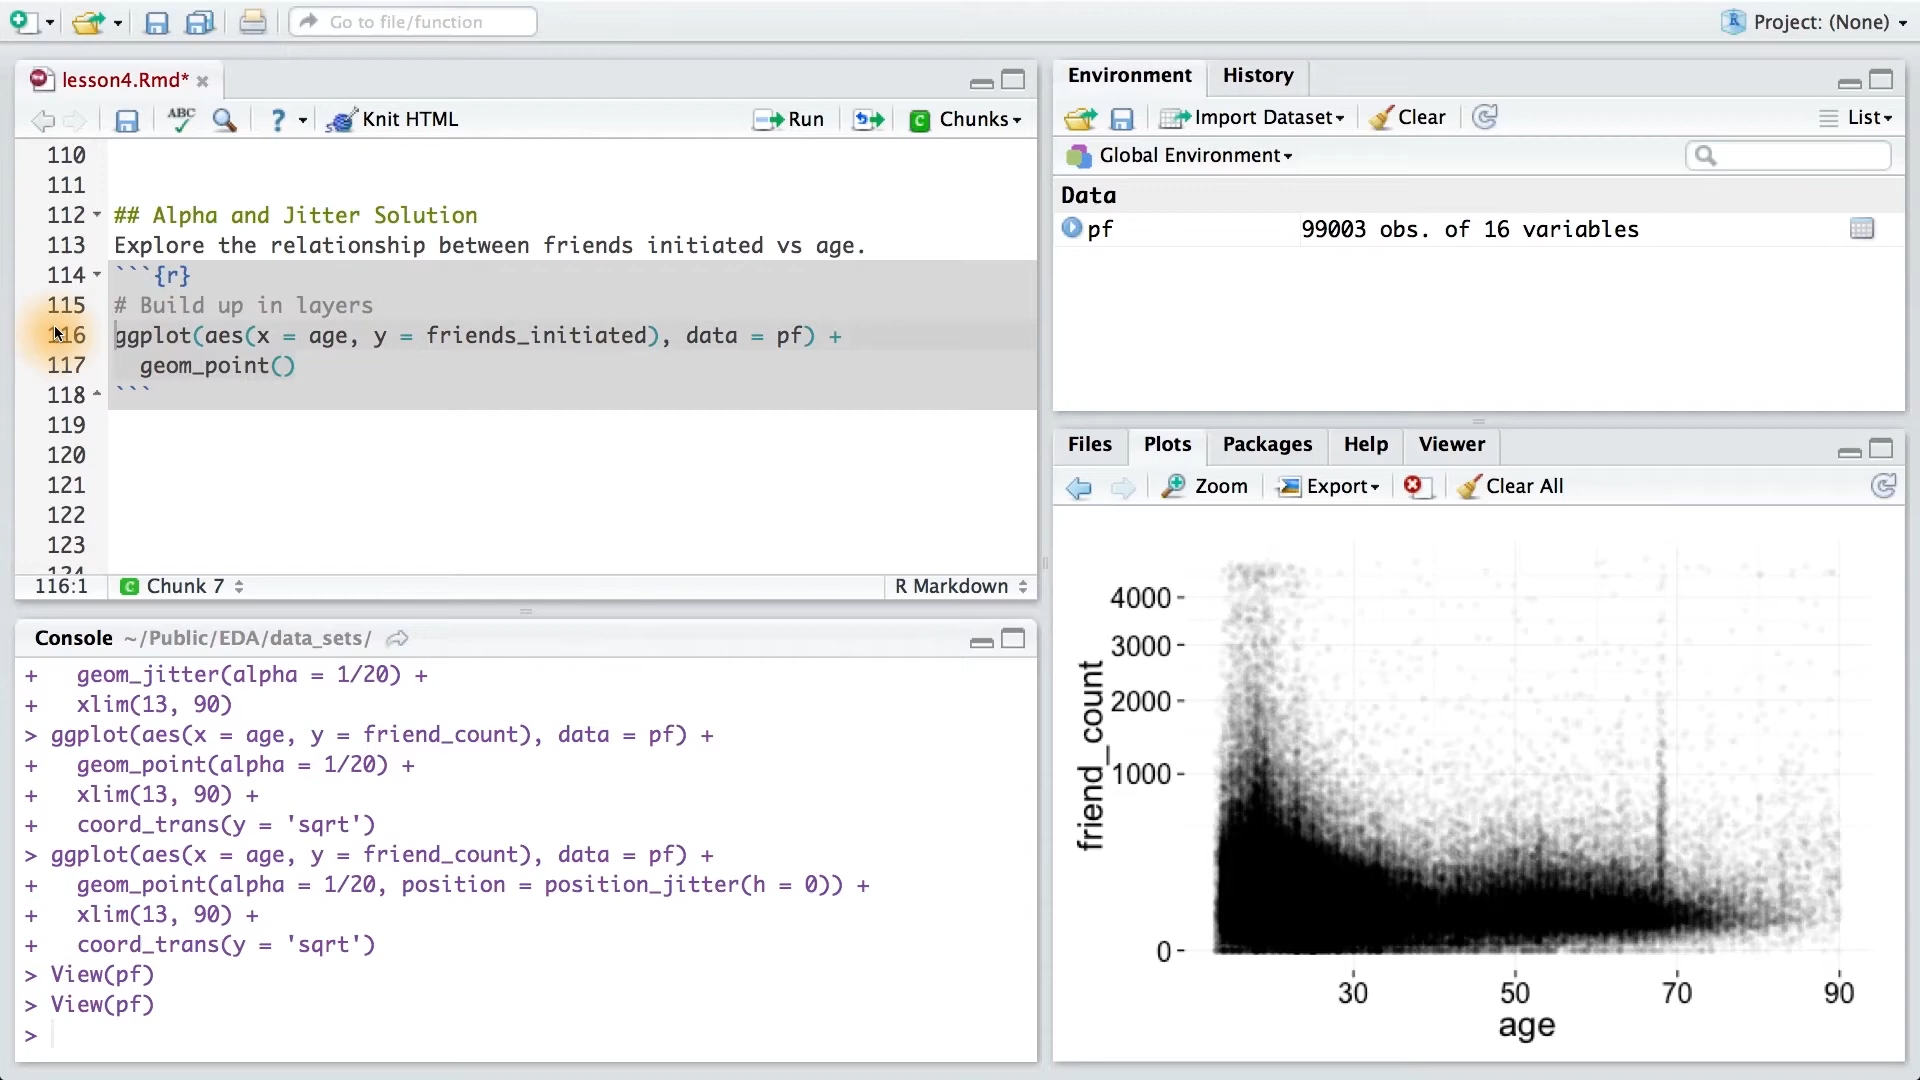 Go to file/function
Project: (None)
lesson4.Rmd*
ABC
?
Knit HTML
Run
C Chunks
110
111
112 ## Alpha and Jitter Solution
113 Explore the relationship between friends initiated vs age.
114 ```{r}
115 # Build up in layers
116 ggplot(aes(x = age, y = friends_initiated), data = pf) +
117   geom_point()
118 ```
119
120
121
122
123
124
116:1
C Chunk 7
R Markdown
Console ~/Public/EDA/data_sets/
+   geom_jitter(alpha = 1/20) +
+   xlim(13, 90)
> ggplot(aes(x = age, y = friend_count), data = pf) +
+   geom_point(alpha = 1/20) +
+   xlim(13, 90) +
+   coord_trans(y = 'sqrt')
> ggplot(aes(x = age, y = friend_count), data = pf) +
+   geom_point(alpha = 1/20, position = position_jitter(h = 0)) +
+   xlim(13, 90) +
+   coord_trans(y = 'sqrt')
> View(pf)
> View(pf)
>
Environment
History
Import Dataset
Clear
List
Global Environment
Data
pf 99003 obs. of 16 variables
Files
Plots
Packages
Help
Viewer
Zoom
Export
Clear All
friend_count
4000
3000
2000
1000
0
30
50
70
90
age